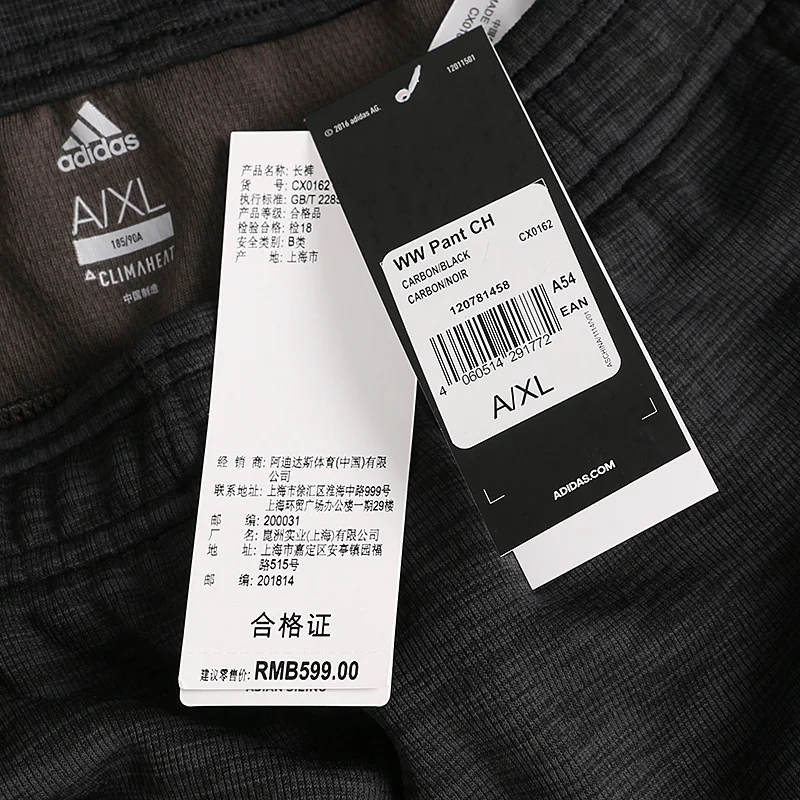 adidas
A/XL
185/90A
CLIMAHEAT
中国制造
产品名称: 长裤
货 号: CX0162
执行标准: GB/T 2285
产品等级: 合格品
检验合格: 检18
安全类别: B类
产 地: 上海市
经 销 商: 阿迪达斯体育(中国)有限
公司
联系地址: 上海市徐汇区淮海中路999号
上海环贸广场办公楼一期29楼
邮 编: 200031
厂 名: 崑洲实业(上海)有限公司
地 址: 上海市嘉定区安亭镇园福
路515号
邮 编: 201814
合格证
建议零售价: RMB599.00
ASIAN SIZING
© 2016 adidas AG.
12011501
WW Pant CH
CX0162
CARBON/BLACK
CARBON/NOIR
120781458
A54
EAN
4 060514 291772
ASCHINA/114/V01
A/XL
ADIDAS.COM